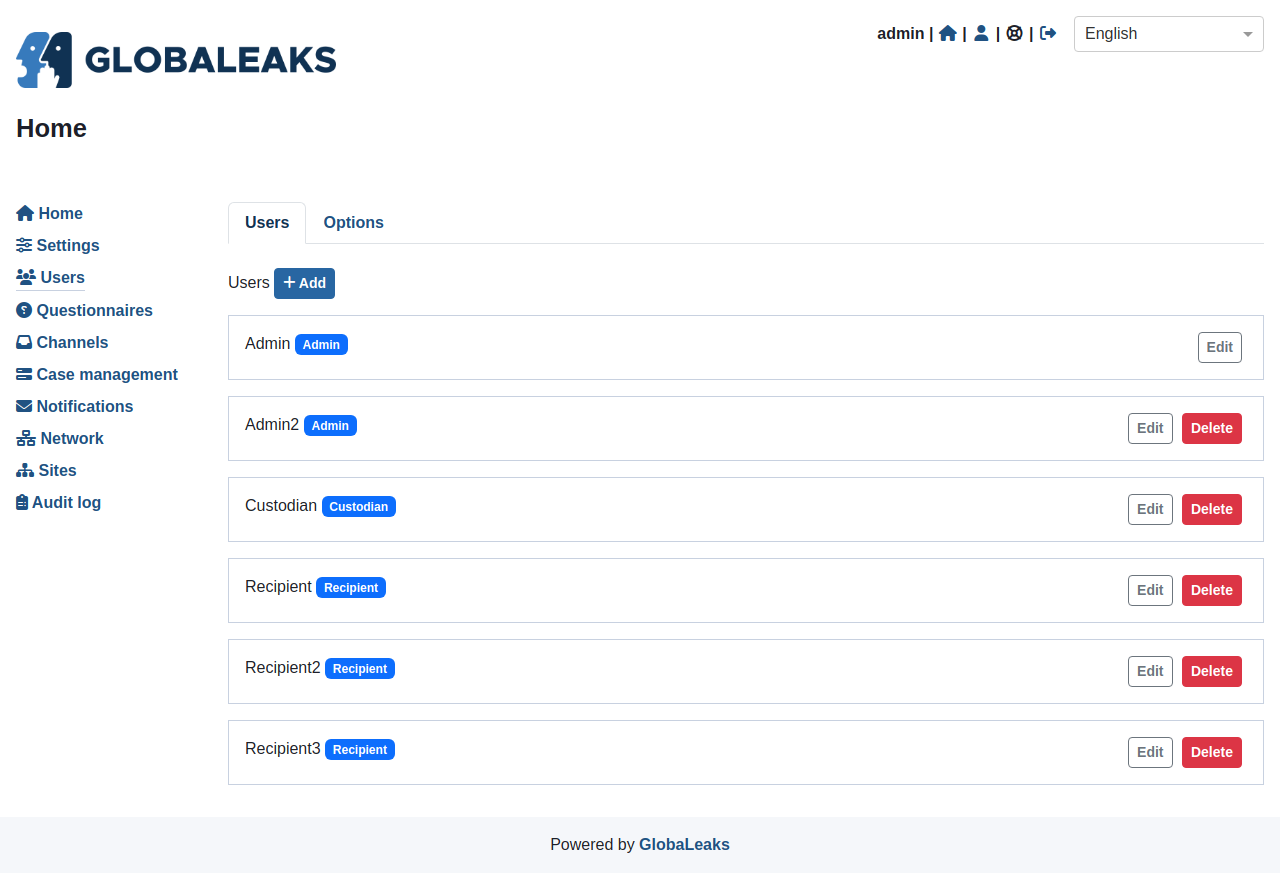 GLOBALEAKS
admin | | | |
English
Home
Home
Settings
Users
Questionnaires
Channels
Case management
Notifications
Network
Sites
Audit log
Users Options
Users + Add
Admin Admin Edit
Admin2 Admin Edit Delete
Custodian Custodian Edit Delete
Recipient Recipient Edit Delete
Recipient2 Recipient Edit Delete
Recipient3 Recipient Edit Delete
Powered by GlobaLeaks